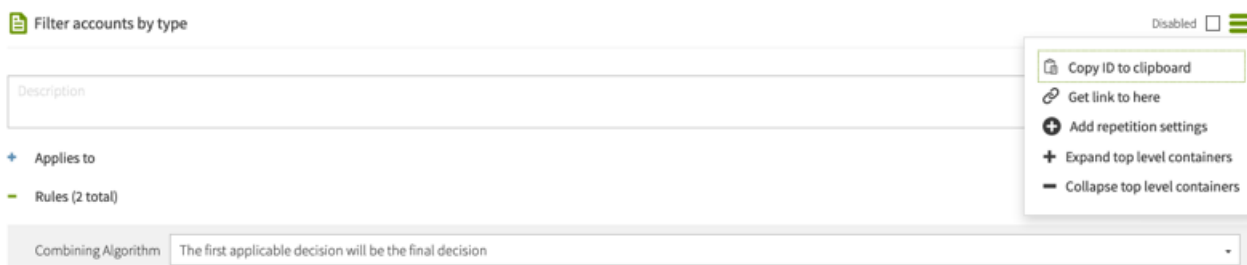 Filter accounts by type
Disabled
Copy ID to clipboard
Description
Get link to here
Add repetition settings
Applies to
Expand top level containers
Collapse top level containers
Rules (2 total)
Combining Algorithm
The first applicable decision will be the final decision